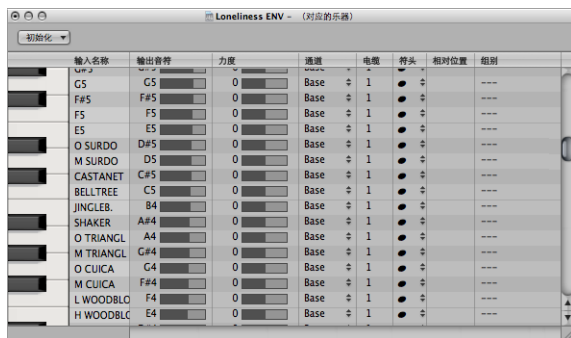 Loneliness ENV – （对应的乐器）
初始化
输入名称 输出音符 力度 通道 电缆 符头 相对位置 组别
G5 G5 0 Base 1 ---
F#5 F#5 0 Base 1 ---
F5 F5 0 Base 1 ---
E5 E5 0 Base 1 ---
O SURDO D#5 0 Base 1 ---
M SURDO D5 0 Base 1 ---
CASTANET C#5 0 Base 1 ---
BELLTREE C5 0 Base 1 ---
JINGLEB. B4 0 Base 1 ---
SHAKER A#4 0 Base 1 ---
O TRIANGL A4 0 Base 1 ---
M TRIANGL G#4 0 Base 1 ---
O CUICA G4 0 Base 1 ---
M CUICA F#4 0 Base 1 ---
L WOODBLO F4 0 Base 1 ---
H WOODBLO E4 0 Base 1 ---